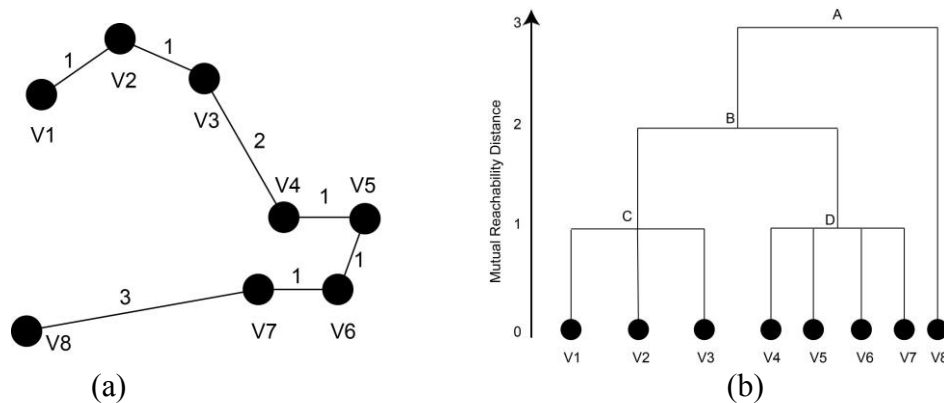 1
1
V2
V1
V3
2
V4
V5
1
1
1
3
V7
V6
V8
(a)
3
A
Mutual Reachability Distance
2
B
1
C
D
0
V1 V2 V3 V4 V5 V6 V7 V8
(b)